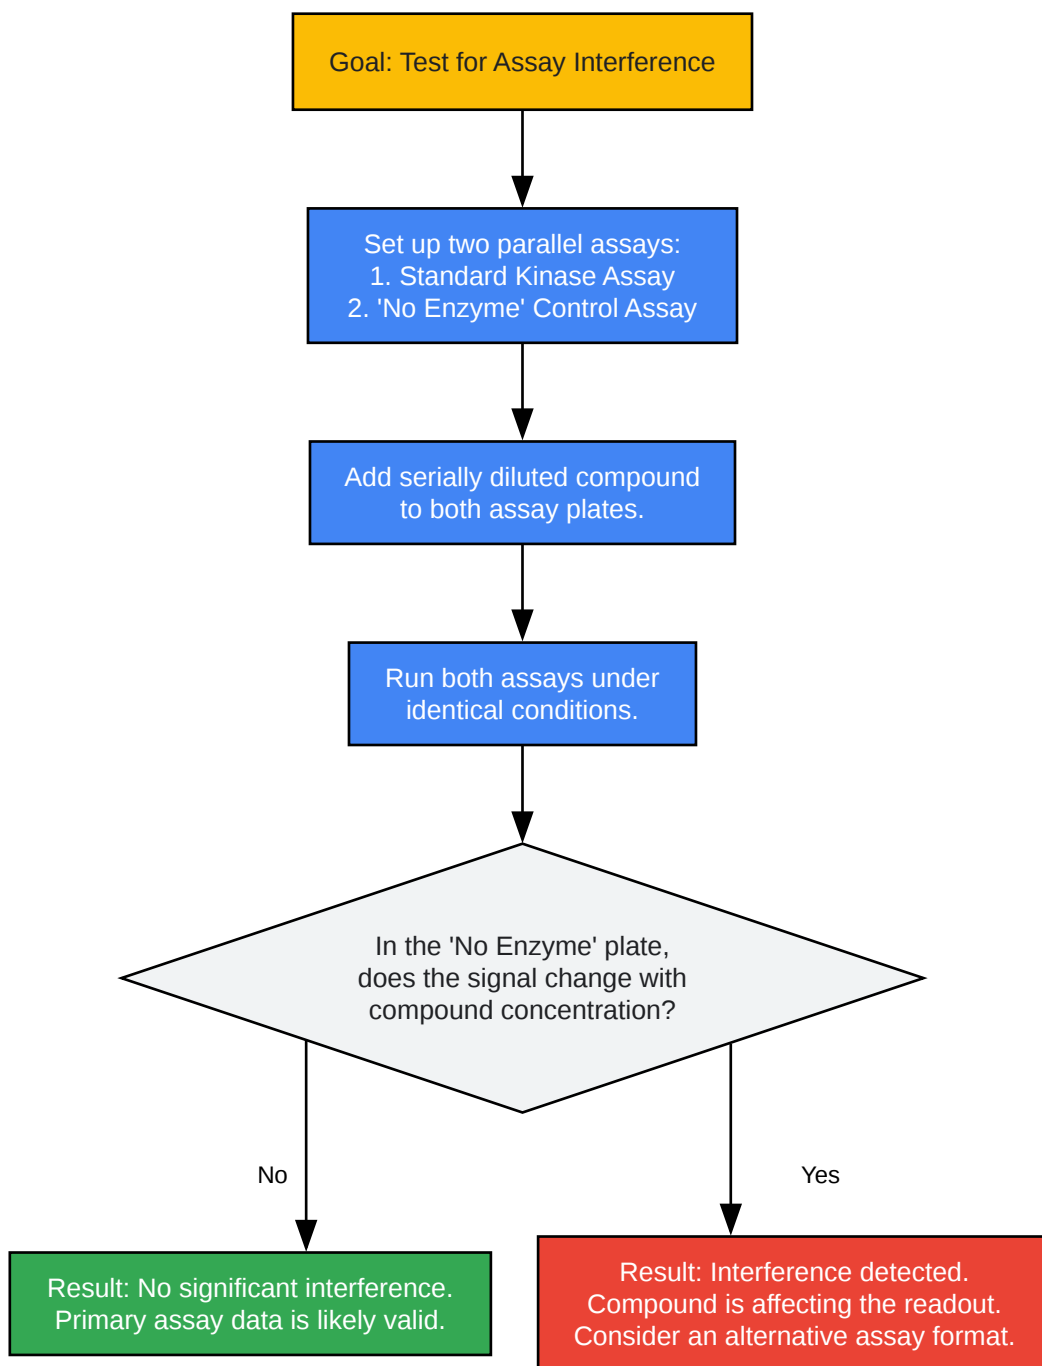 Goal: Test for Assay Interference
Set up two parallel assays:
1. Standard Kinase Assay
2. 'No Enzyme' Control Assay
Add serially diluted compound
to both assay plates.
Run both assays under
identical conditions.
In the 'No Enzyme' plate,
does the signal change with
compound concentration?
No
Yes
Result: No significant interference.
Primary assay data is likely valid.
Result: Interference detected.
Compound is affecting the readout.
Consider an alternative assay format.